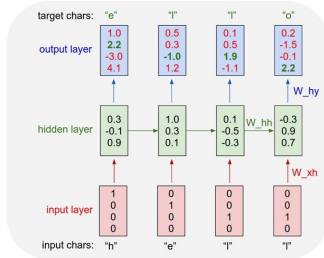 target chars: "e" "l" "l" "o"
output layer
1.0 0.5 0.1 0.2
2.2 0.3 0.5 -1.5
-3.0 -1.0 1.9 -0.1
4.1 1.2 -1.1 2.2
W_hy
hidden layer
0.3 1.0 0.1 -0.3
-0.1 0.3 -0.5 0.9
0.9 0.1 -0.3 0.7
W_hh
W_xh
input layer
1 0 0 0
0 1 0 0
0 0 1 1
0 0 0 0
input chars: "h" "e" "l" "l"